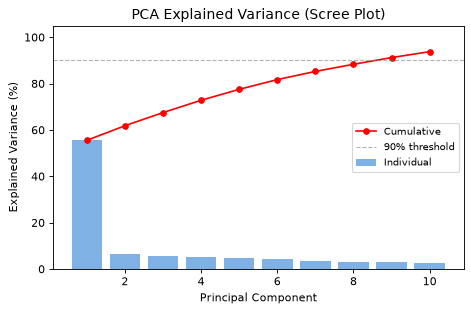 PCA Explained Variance (Scree Plot)
Explained Variance (%)
100
80
60
40
20
0
Cumulative
90% threshold
Individual
2 4 6 8 10
Principal Component